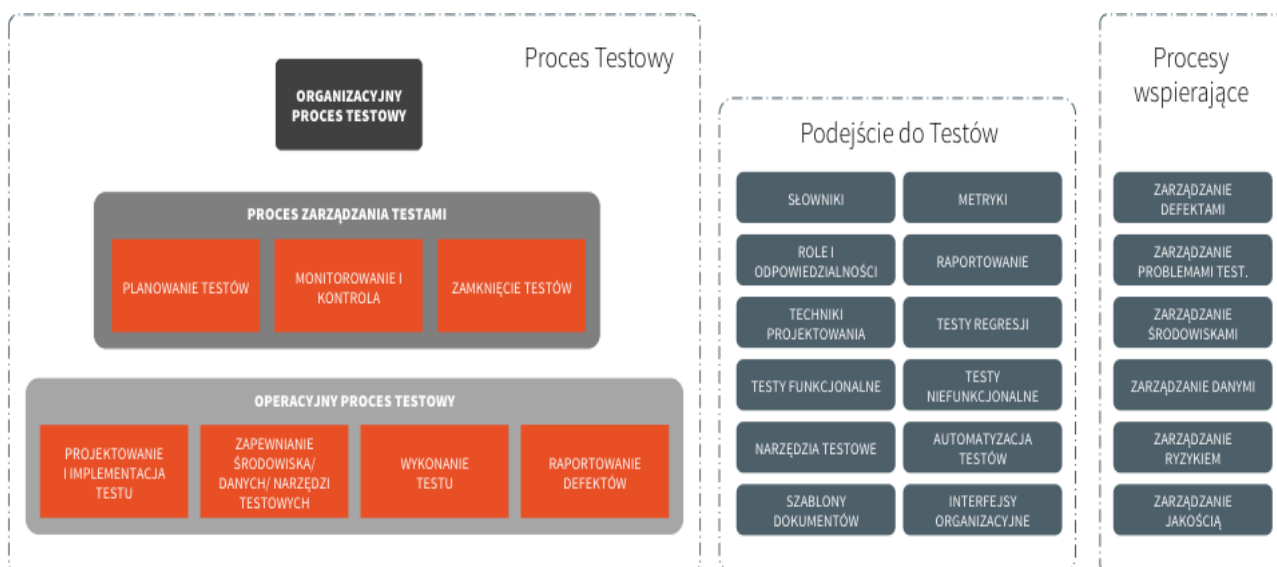 Proces Testowy
ORGANIZACYJNY
PROCES TESTOWY
PROCES ZARZĄDZANIA TESTAMI
PLANOWANIE TESTÓW
MONITOROWANIE I
KONTROLA
ZAMKNIĘCIE TESTÓW
OPERACYJNY PROCES TESTOWY
PROJEKTOWANIE
I IMPLEMENTACJA
TESTU
ZAPEWNIANIE
ŚRODOWISKA/
DANYCH/ NARZĘDZI
TESTOWYCH
WYKONANIE
TESTU
RAPORTOWANIE
DEFEKTÓW
Podejście do Testów
SŁOWNIKI
METRYKI
ROLE I
ODPOWIEDZIALNOŚCI
RAPORTOWANIE
TECHNIKI
PROJEKTOWANIA
TESTY REGRESJI
TESTY FUNKCJONALNE
TESTY
NIEFUNKCJONALNE
NARZĘDZIA TESTOWE
AUTOMATYZACJA
TESTÓW
SZABLONY
DOKUMENTÓW
INTERFEJSY
ORGANIZACYJNE
Procesy
wspierające
ZARZĄDZANIE
DEFEKTAMI
ZARZĄDZANIE
PROBLEMAMI TEST.
ZARZĄDZANIE
ŚRODOWISKAMI
ZARZĄDZANIE DANYMI
ZARZĄDZANIE
RYZYKIEM
ZARZĄDZANIE
JAKOŚCIĄ